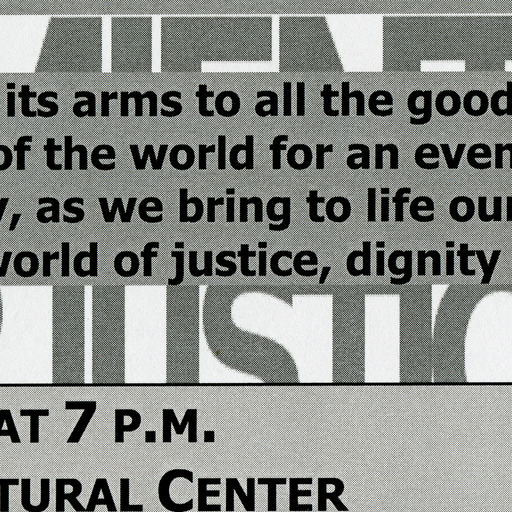 its arms to all the good
of the world for an even
, as we bring to life our
world of justice, dignity
JUSTIC
AT 7 P.M.
TURAL CENTER